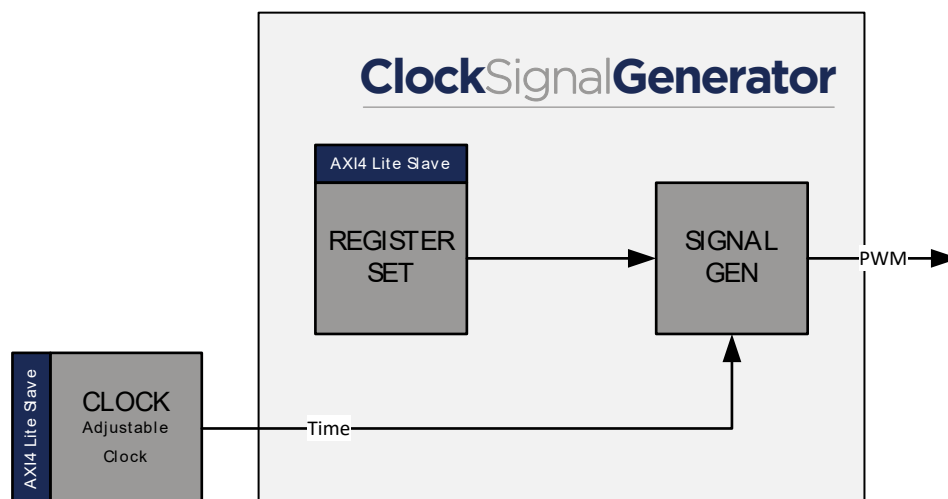 ClockSignalGenerator
AXI4 Lite Slave
REGISTER
SET
SIGNAL
GEN
PWM
AXI4 Lite Slave
CLOCK
Adjustable
Clock
Time